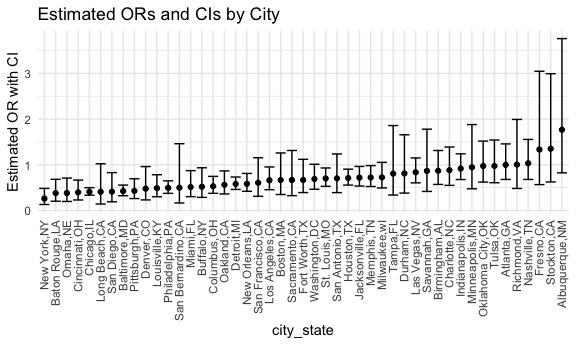 Estimated ORs and CIs by City
Estimated OR with CI
3
2
1
0
New York,NY
Baton Rouge,LA
Omaha,NE
Cincinnati,OH
Chicago,IL
Long Beach,CA
San Diego,CA
Baltimore,MD
Pittsburgh,PA
Denver,CO
Louisville,KY
Philadelphia,PA
San Bernardino,CA
Miami,FL
Buffalo,NY
Columbus,OH
Oakland,CA
Detroit,MI
New Orleans,LA
San Francisco,CA
Los Angeles,CA
Boston,MA
Sacramento,CA
Fort Worth,TX
Washington,DC
St. Louis,MO
San Antonio,TX
Houston,TX
Jacksonville,FL
Memphis,TN
Milwaukee,wI
Tampa,FL
Durham,NC
Las Vegas,NV
Savannah,GA
Birmingham,AL
Charlotte,NC
Indianapolis,IN
Minneapolis,MN
Oklahoma City,OK
Tulsa,OK
Atlanta,GA
Richmond,VA
Nashville,TN
Fresno,CA
Stockton,CA
Albuquerque,NM
city_state